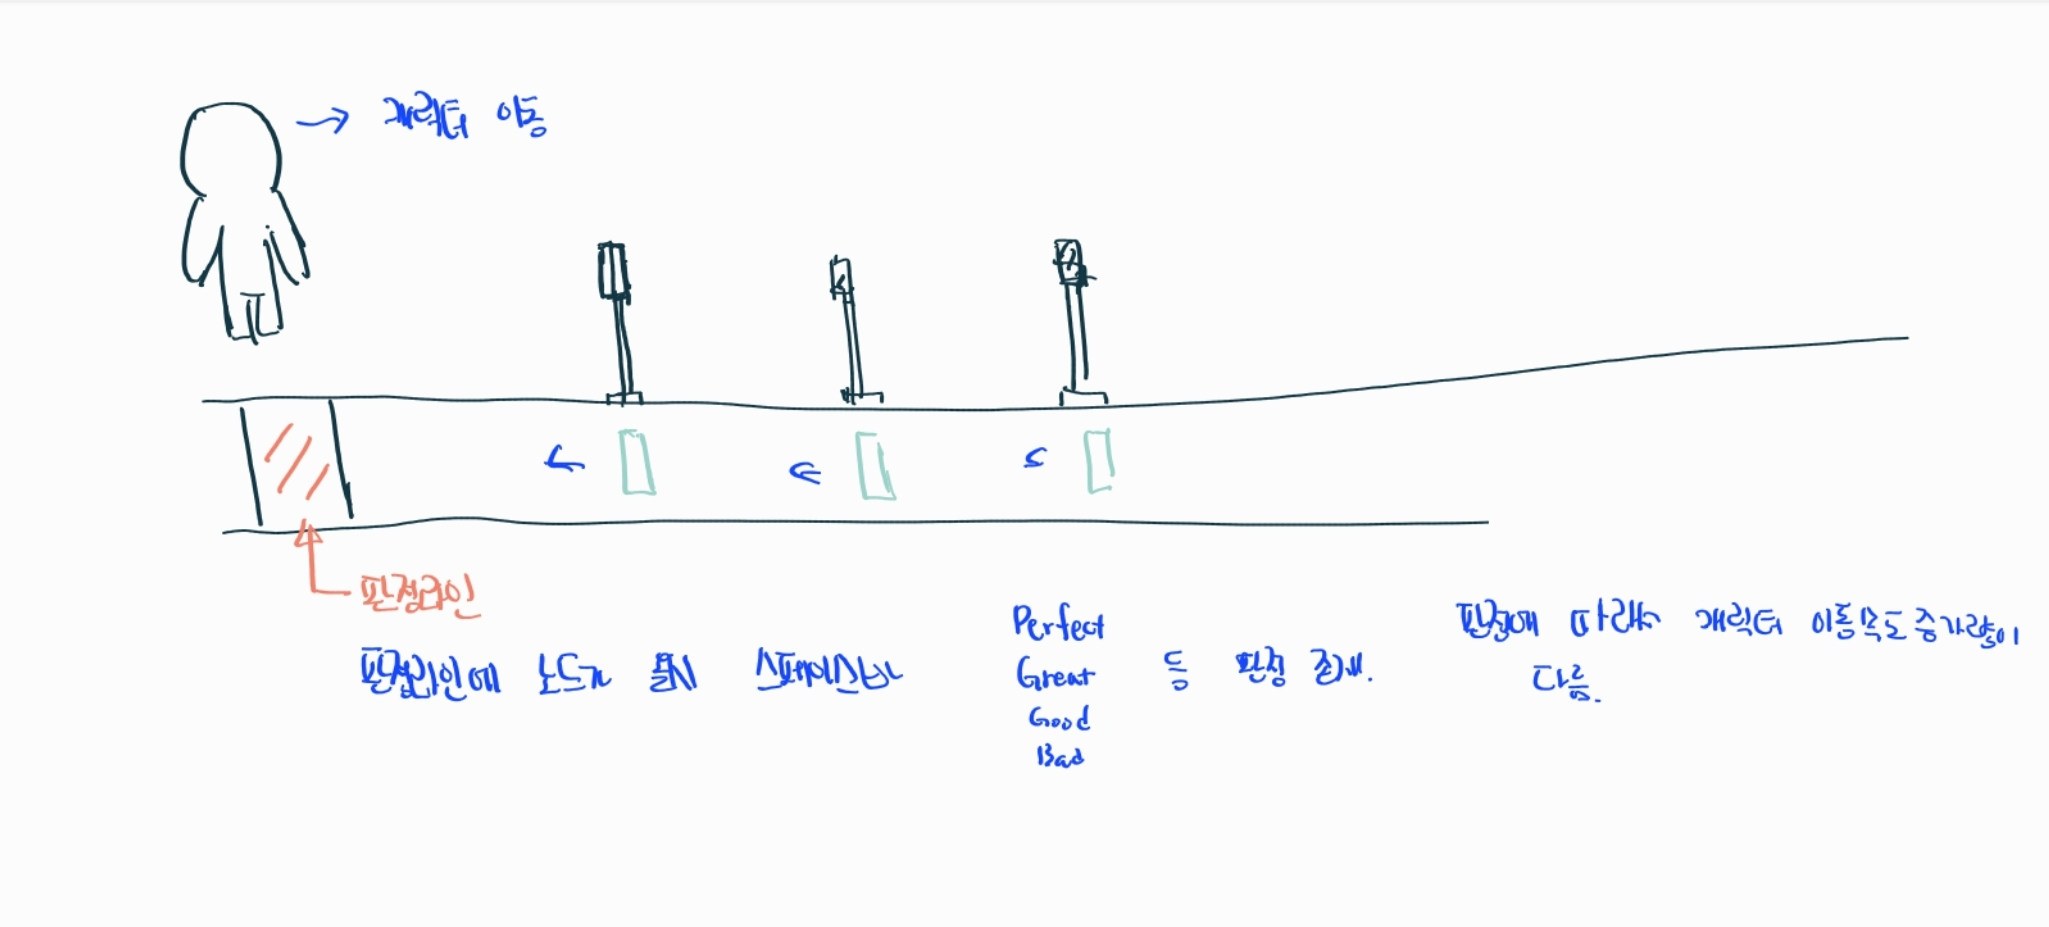 캐릭터 이동
판정라인
판정라인에 노드가 올시 스페이스바
Perfect
Great
Good
Bad
등 판정 존재.
판정에 따라서 캐릭터 이동속도 증가량이
다름.